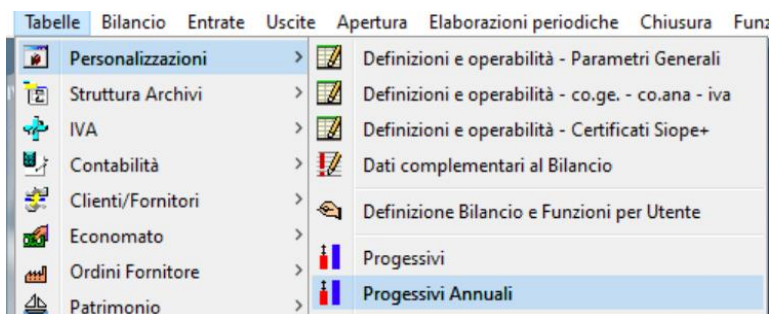 Tabelle Bilancio Entrate Uscite Apertura Elaborazioni periodiche Chiusura Funz
Personalizzazioni
Struttura Archivi
IVA
Contabilità
Clienti/Fornitori
Economato
Ordini Fornitore
Patrimonio
Definizioni e operabilità - Parametri Generali
Definizioni e operabilità - co.ge. - co.ana - iva
Definizioni e operabilità - Certificati Siope+
Dati complementari al Bilancio
Definizione Bilancio e Funzioni per Utente
Progessivi
Progessivi Annuali